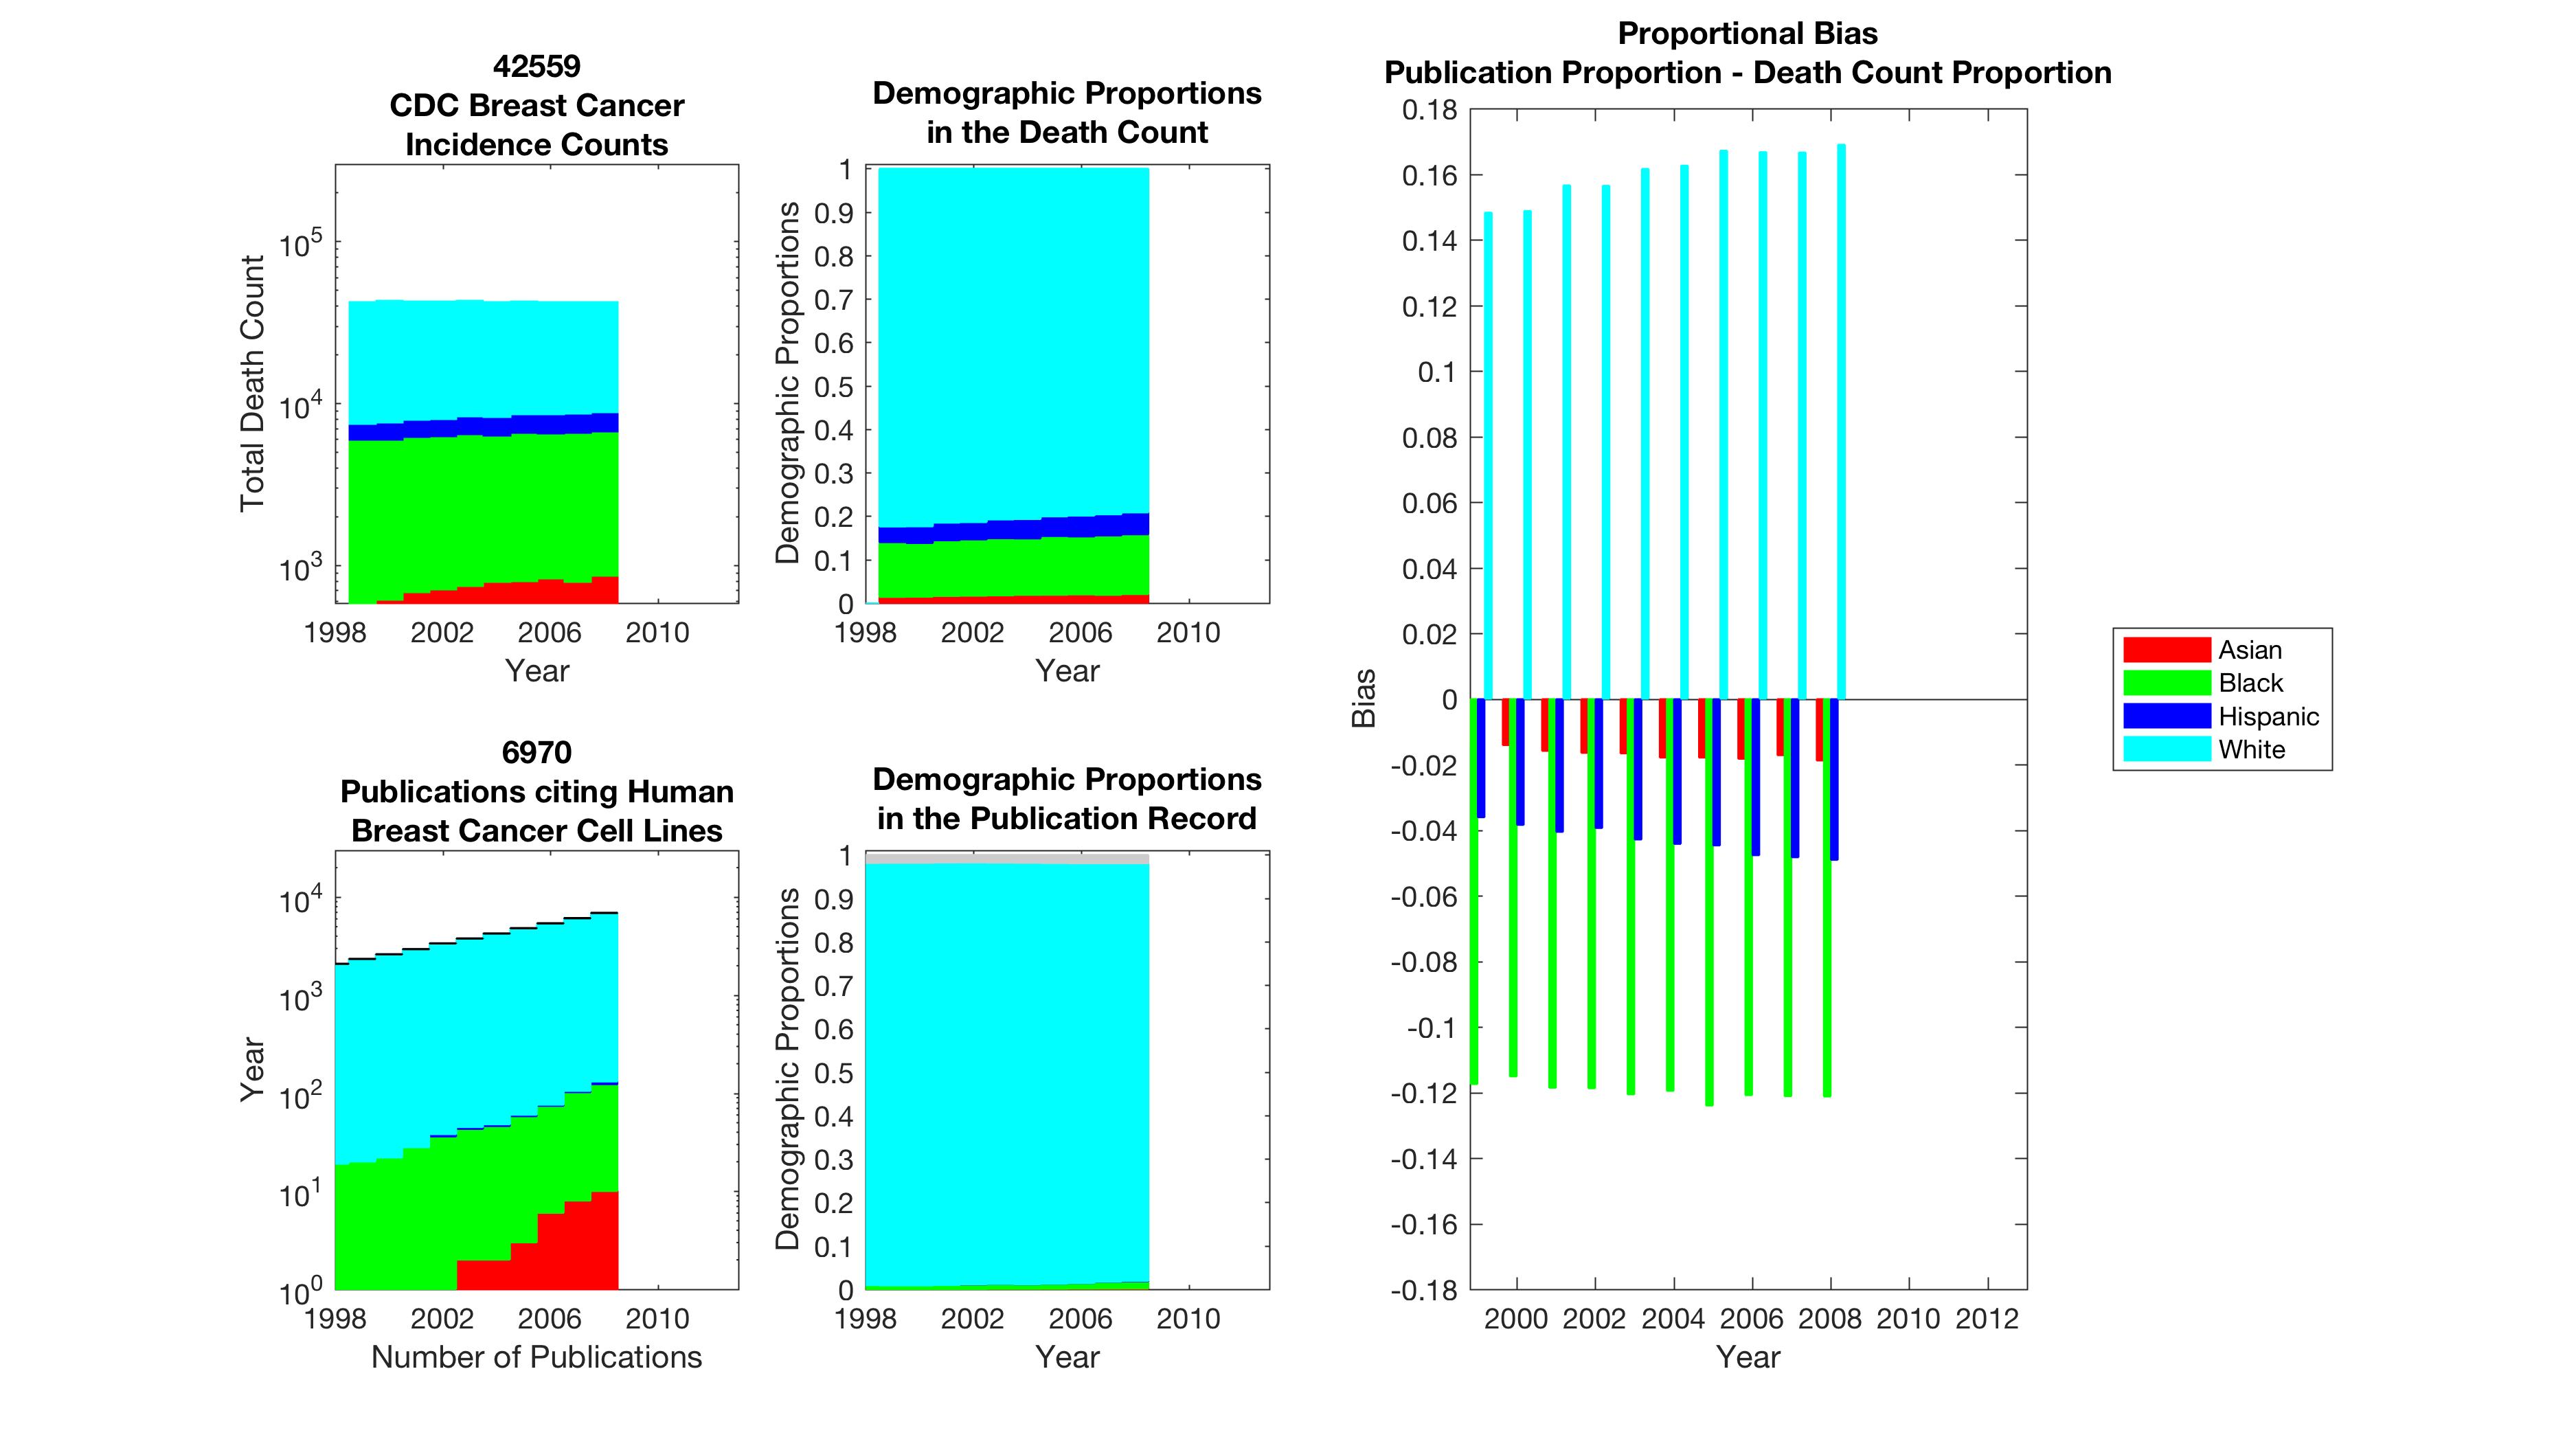 42559
CDC Breast Cancer
Incidence Counts
Total Death Count
10^5
10^4
10^3
1998 2002 2006 2010
Year
Demographic Proportions
in the Death Count
Demographic Proportions
1
0.9
0.8
0.7
0.6
0.5
0.4
0.3
0.2
0.1
0
1998 2002 2006 2010
Year
6970
Publications citing Human
Breast Cancer Cell Lines
Year
10^4
10^3
10^2
10^1
10^0
1998 2002 2006 2010
Number of Publications
Demographic Proportions
in the Publication Record
Demographic Proportions
1
0.9
0.8
0.7
0.6
0.5
0.4
0.3
0.2
0.1
0
1998 2002 2006 2010
Year
Proportional Bias
Publication Proportion - Death Count Proportion
Bias
0.18
0.16
0.14
0.12
0.1
0.08
0.06
0.04
0.02
0
-0.02
-0.04
-0.06
-0.08
-0.1
-0.12
-0.14
-0.16
-0.18
2000 2002 2004 2006 2008 2010 2012
Year
Asian
Black
Hispanic
White